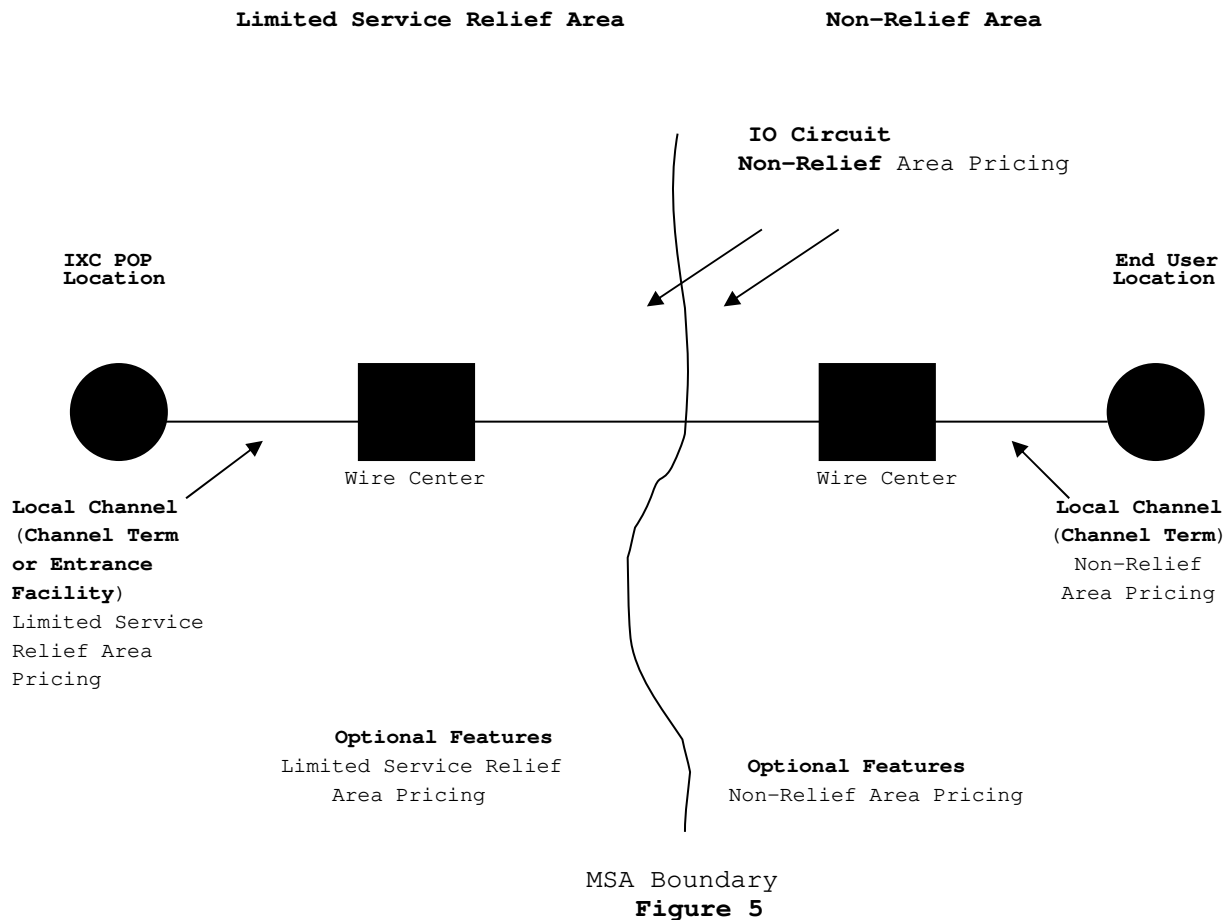 Limited Service Relief Area
Non-Relief Area
IO Circuit
Non-Relief Area Pricing
IXC POP
Location
End User
Location
Wire Center
Wire Center
Local Channel
(Channel Term
or Entrance
Facility)
Limited Service
Relief Area
Pricing
Local Channel
(Channel Term)
Non-Relief
Area Pricing
Optional Features
Limited Service Relief
Area Pricing
Optional Features
Non-Relief Area Pricing
MSA Boundary
Figure 5